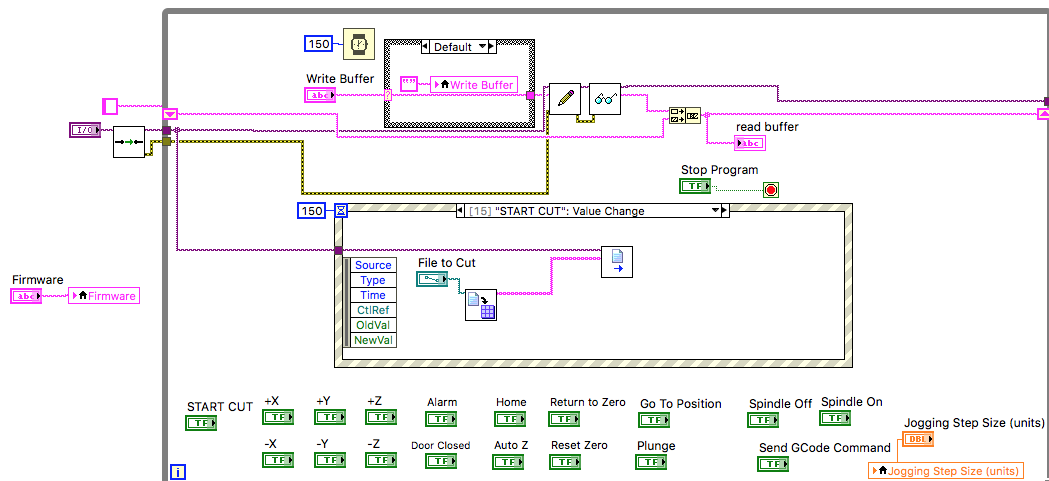 150
Default
Write Buffer
abc
""
Write Buffer
I/O
read buffer
abc
Stop Program
TF
150
[15] "START CUT": Value Change
Source
Type
Time
CtlRef
OldVal
NewVal
File to Cut
Firmware
abc
Firmware
START CUT
TF
+X
TF
+Y
TF
+Z
TF
Alarm
TF
Home
TF
Return to Zero
TF
Go To Position
TF
Spindle Off
TF
Spindle On
TF
-X
TF
-Y
TF
-Z
TF
Door Closed
TF
Auto Z
TF
Reset Zero
TF
Plunge
TF
Send GCode Command
TF
Jogging Step Size (units)
DBL
Jogging Step Size (units)
i